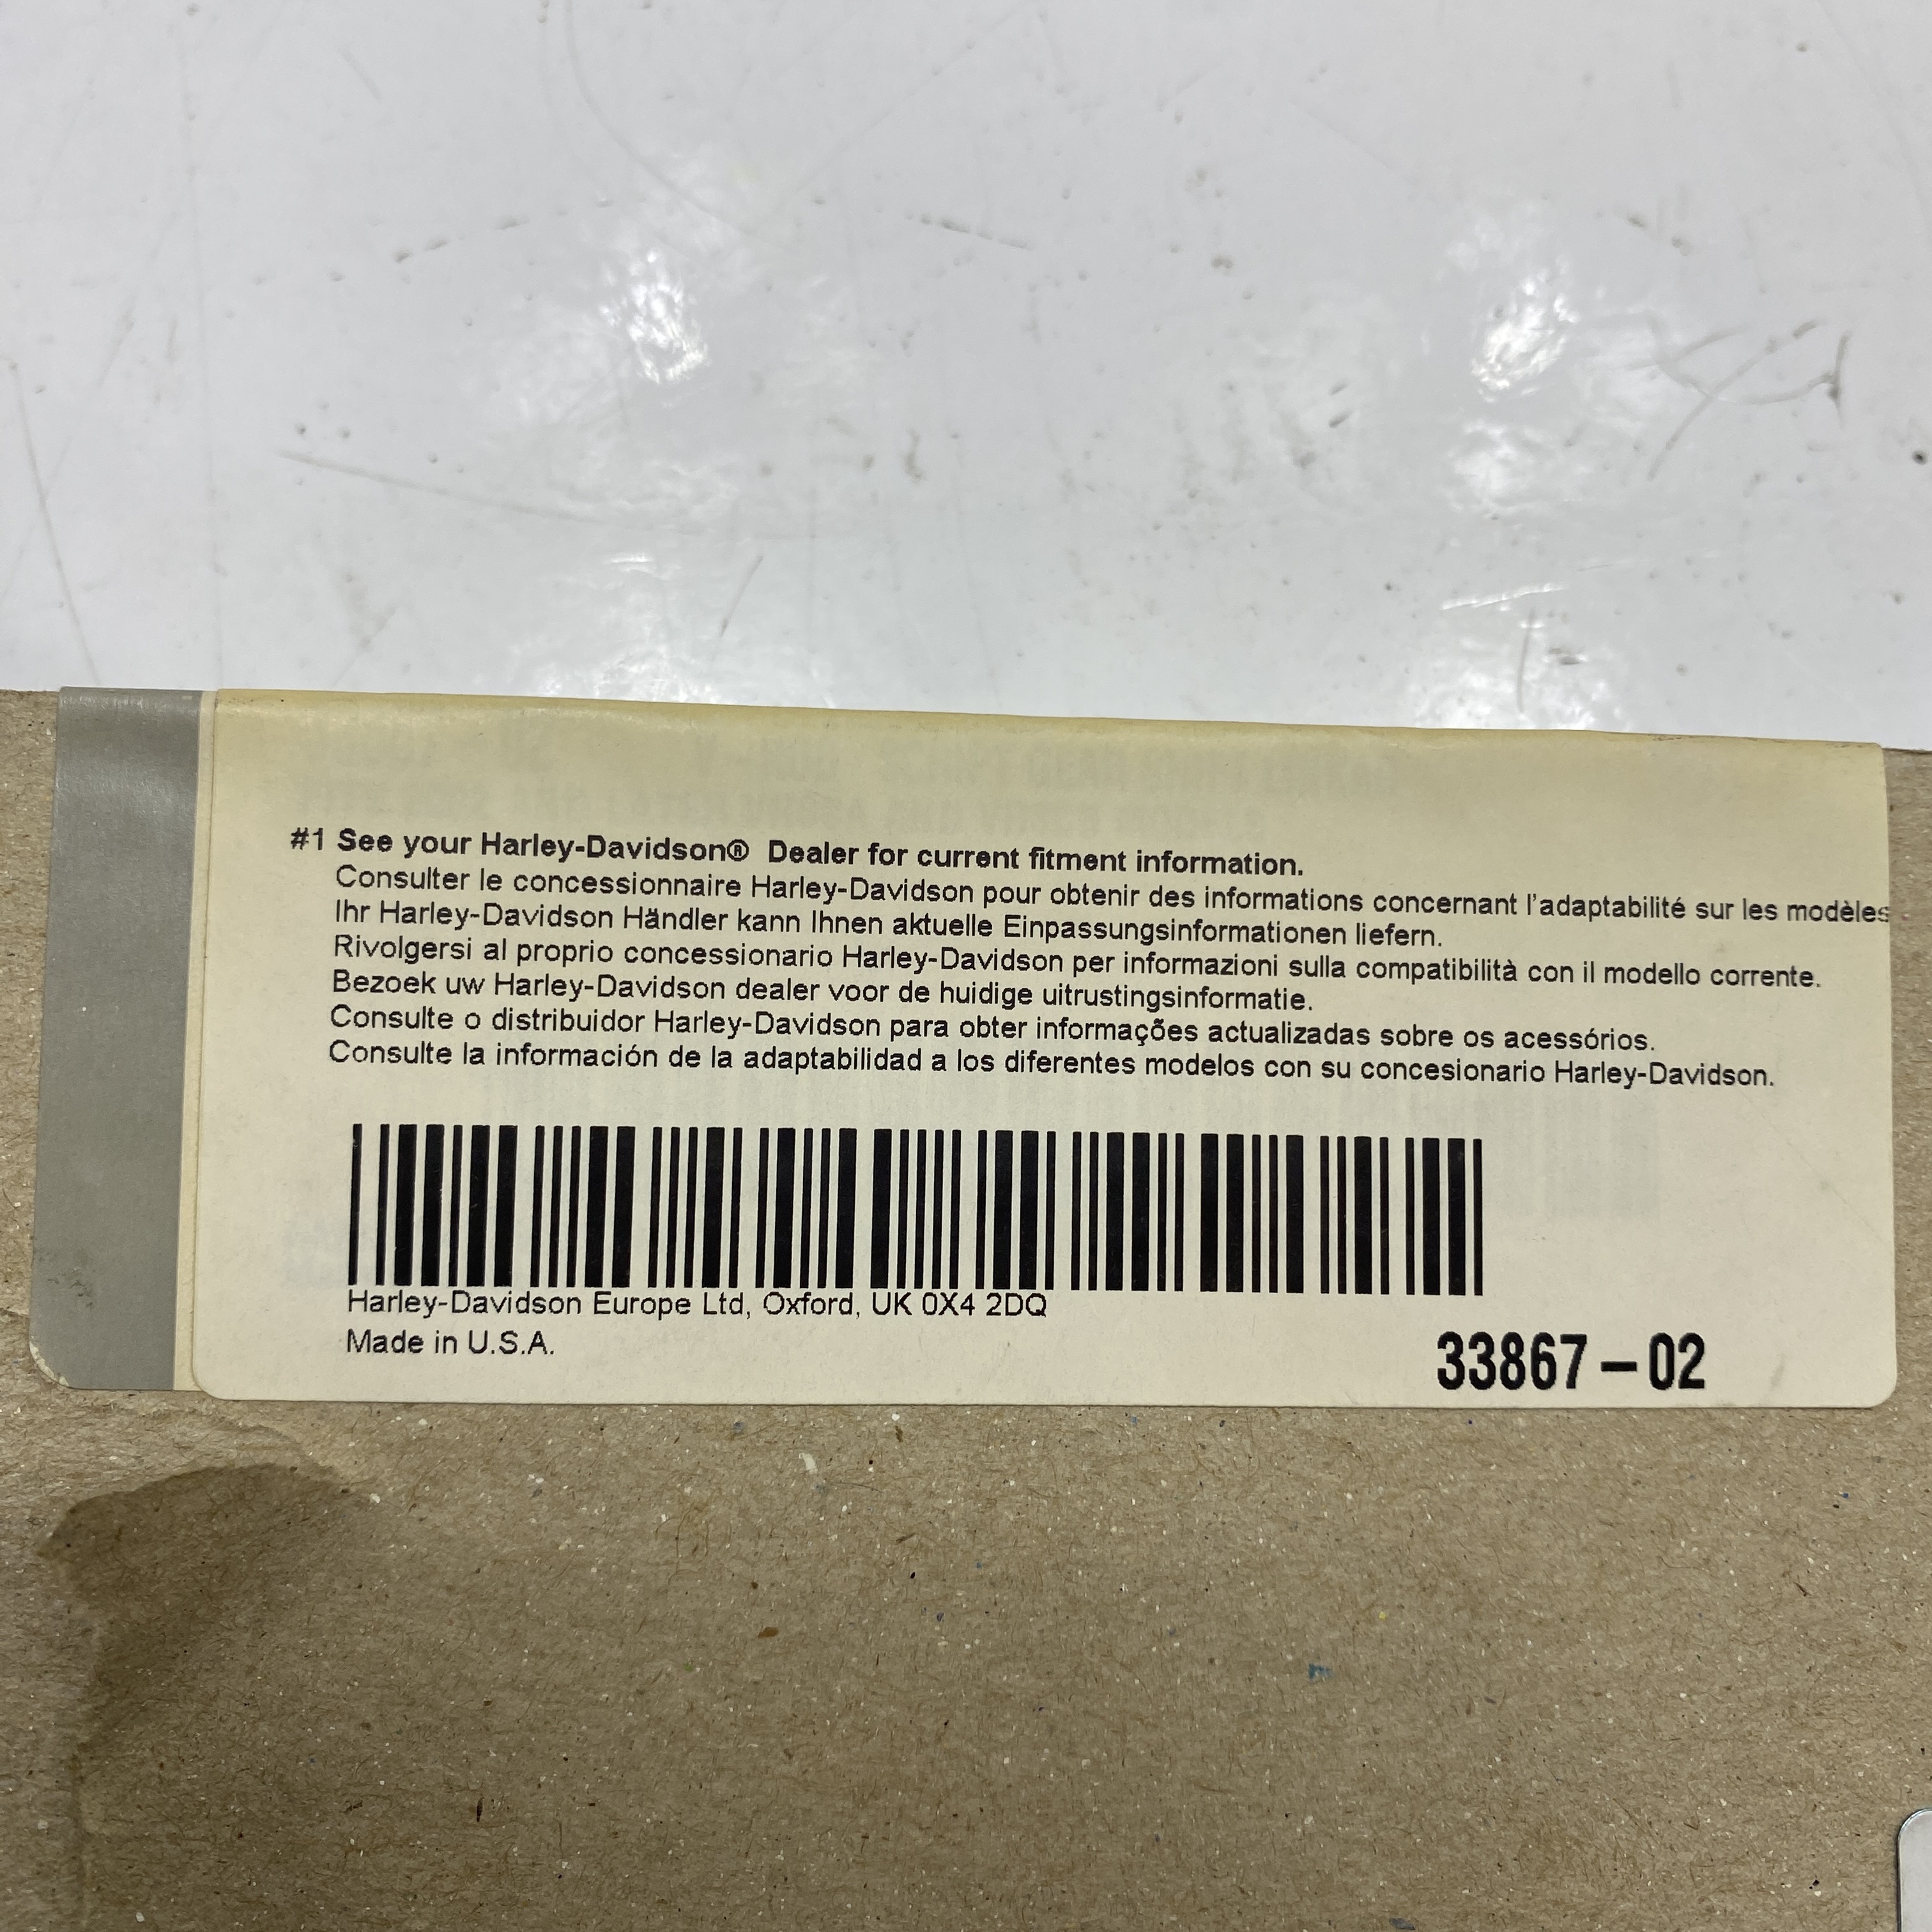 #1 See your Harley-Davidson® Dealer for current fitment information.
Consulter le concessionnaire Harley-Davidson pour obtenir des informations concernant l'adaptabilité sur les modèles
Ihr Harley-Davidson Händler kann Ihnen aktuelle Einpassungsinformationen liefern.
Rivolgersi al proprio concessionario Harley-Davidson per informazioni sulla compatibilità con il modello corrente.
Bezoek uw Harley-Davidson dealer voor de huidige uitrustingsinformatie.
Consulte o distribuidor Harley-Davidson para obter informações actualizadas sobre os acessórios.
Consulte la información de la adaptabilidad a los diferentes modelos con su concesionario Harley-Davidson.
Harley-Davidson Europe Ltd, Oxford, UK 0X4 2DQ
Made in U.S.A.
33867-02